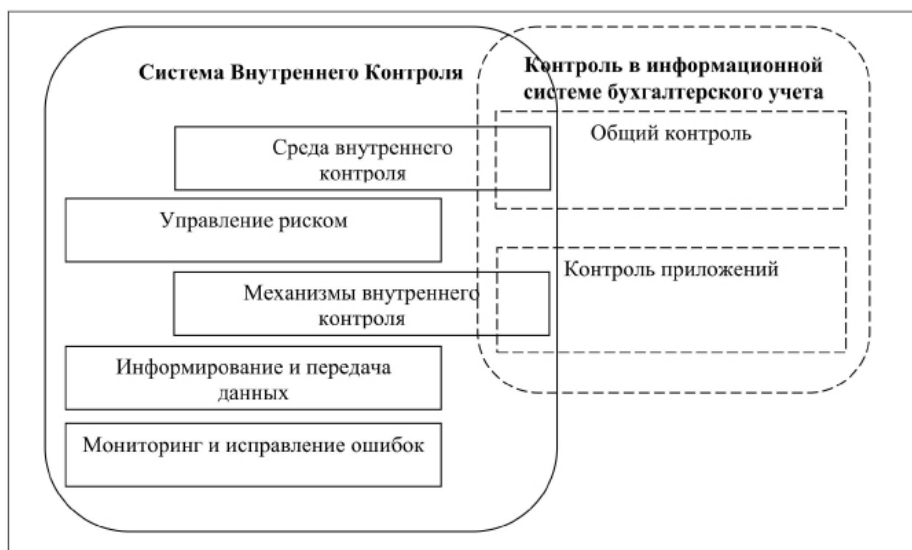 Система Внутреннего Контроля
Контроль в информационной
системе бухгалтерского учета
Среда внутреннего
контроля
Общий контроль
Управление риском
Механизмы внутреннего
контроля
Контроль приложений
Информирование и передача
данных
Мониторинг и исправление ошибок